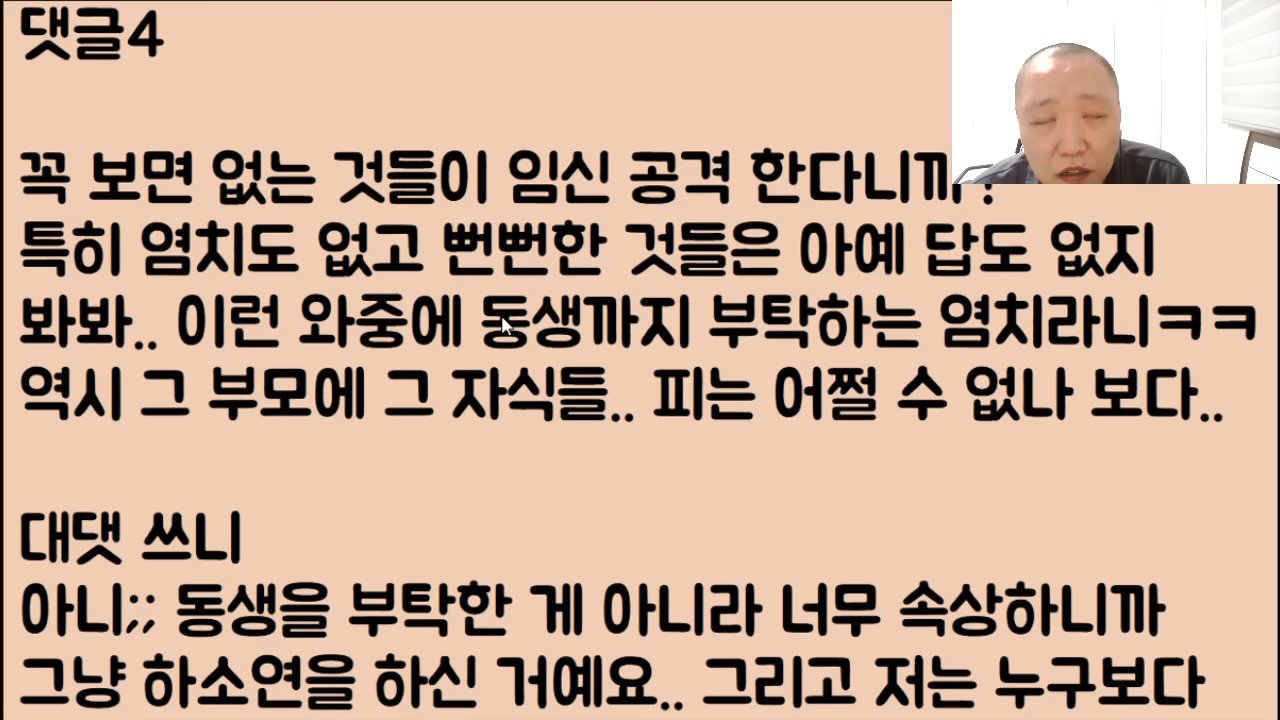 댓글4
꼭 보면 없는 것들이 임신 공격 한다니까?
특히 염치도 없고 뻔뻔한 것들은 아예 답도 없지
봐봐.. 이런 와중에 동생까지 부탁하는 염치라니ㅋㅋ
역시 그 부모에 그 자식들.. 피는 어쩔 수 없나 보다..
대댓 쓰니
아니;; 동생을 부탁한 게 아니라 너무 속상하니까
그냥 하소연을 하신 거예요.. 그리고 저는 누구보다